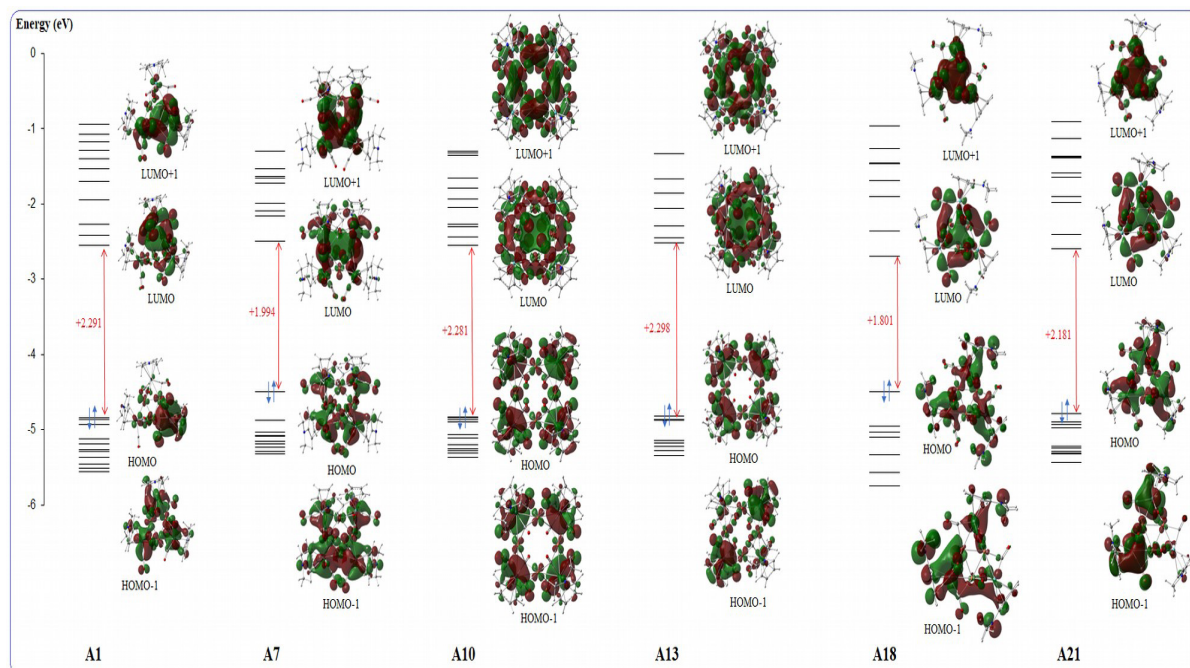 Energy (eV)
0
-1
-2
-3
-4
-5
-6
LUMO+1
LUMO
+2.291
HOMO
HOMO-1
A1
LUMO+1
LUMO
+1.994
HOMO
HOMO-1
A7
LUMO+1
LUMO
+2.281
HOMO
HOMO-1
A10
LUMO+1
LUMO
+2.298
HOMO
HOMO-1
A13
LUMO+1
LUMO
+1.801
HOMO
HOMO-1
A18
LUMO+1
LUMO
+2.181
HOMO
HOMO-1
A21